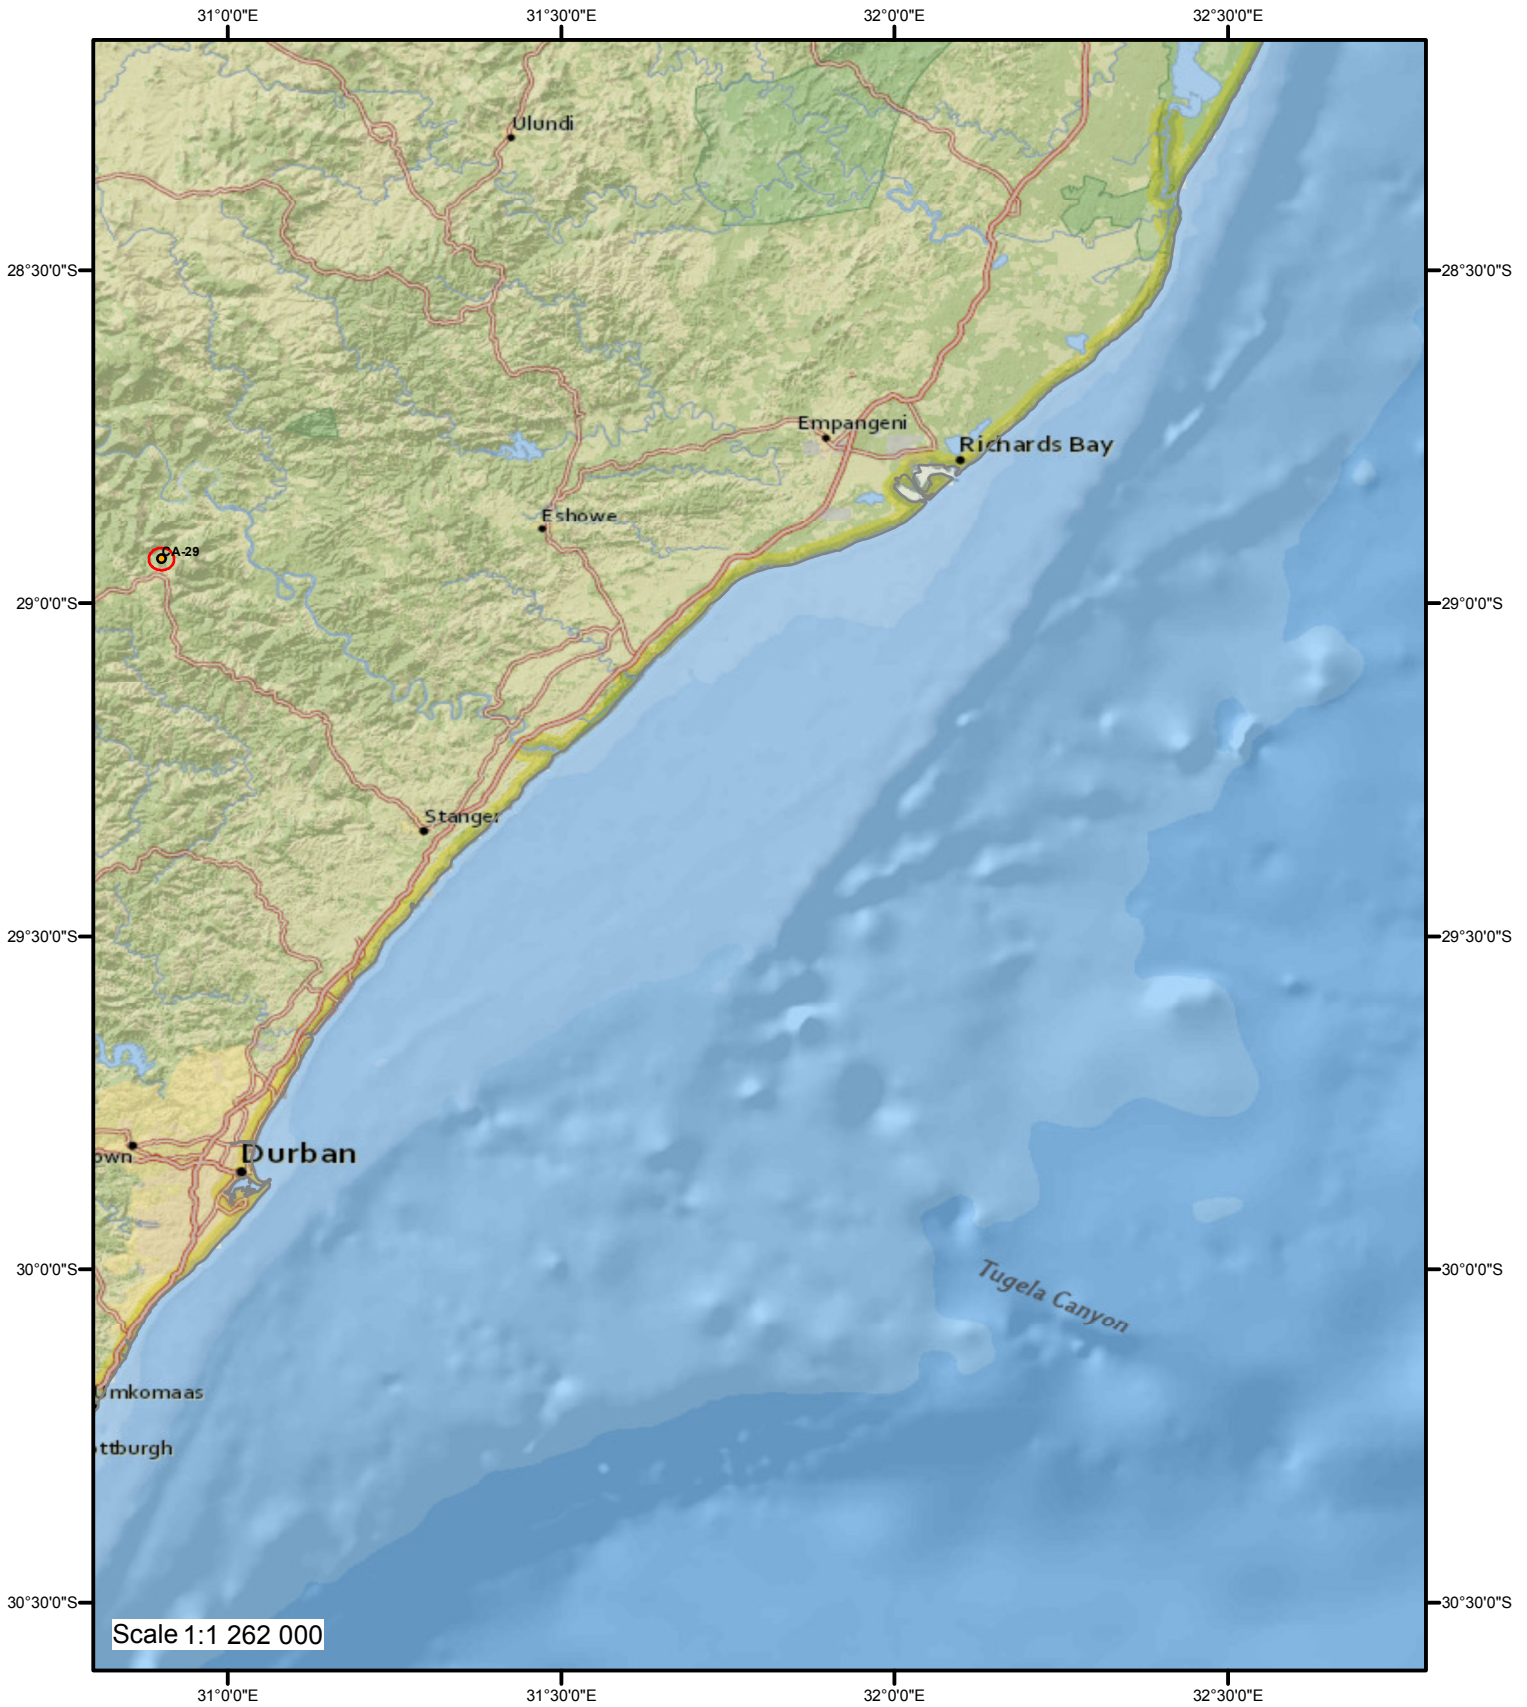 31°0'0"E 31°30'0"E 32°0'0"E 32°30'0"E
Ulundi
28°30'0"S 28°30'0"S
Empangeni
Richards Bay
Eshowe
CA-29
29°0'0"S 29°0'0"S
Stange
29°30'0"S 29°30'0"S
Durban
own
30°0'0"S 30°0'0"S
Tugela Canyon
Umkomaas
ttburgh
30°30'0"S 30°30'0"S
Scale 1:1 262 000
31°0'0"E 31°30'0"E 32°0'0"E 32°30'0"E